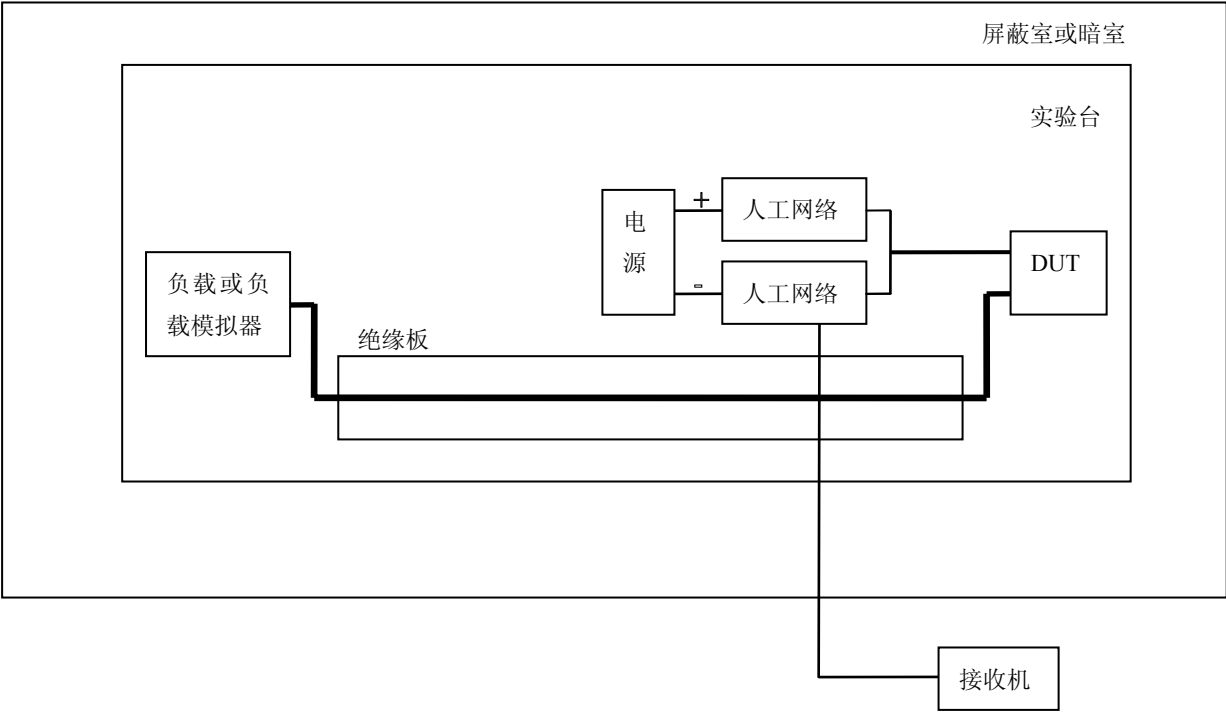 屏蔽室或暗室
实验台
+
人工网络
电
源
DUT
-
人工网络
负载或负
载模拟器
绝缘板
接收机